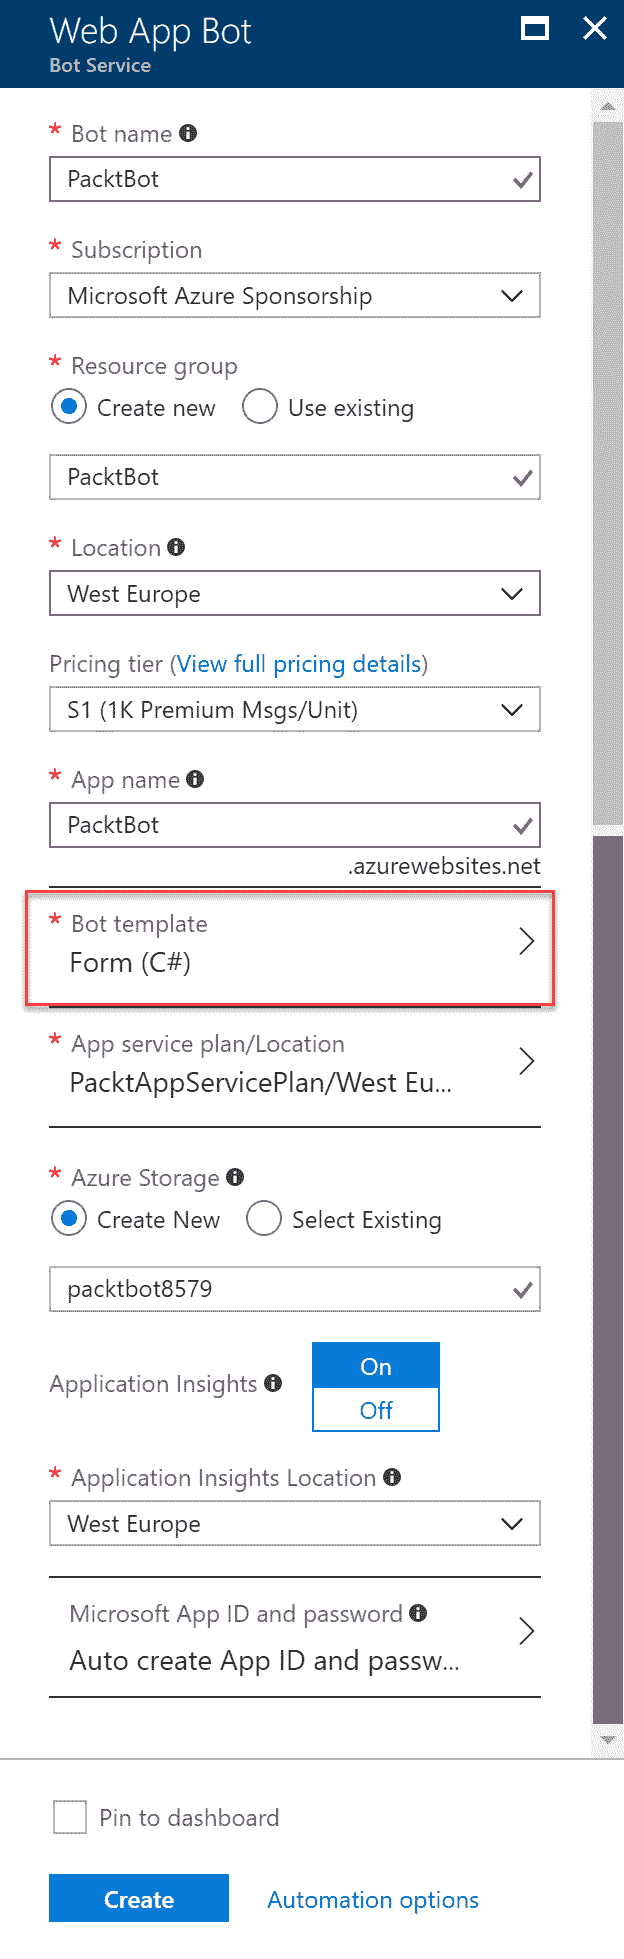 Web App Bot
Bot Service
* Bot name
PacktBot
* Subscription
Microsoft Azure Sponsorship
* Resource group
Create new Use existing
PacktBot
* Location
West Europe
Pricing tier (View full pricing details)
S1 (1K Premium Msgs/Unit)
* App name
PacktBot
.azurewebsites.net
* Bot template
Form (C#)
* App service plan/Location
PacktAppServicePlan/West Eu...
* Azure Storage
Create New Select Existing
packtbot8579
On
Application Insights
Off
* Application Insights Location
West Europe
Microsoft App ID and password
Auto create App ID and passw...
Pin to dashboard
Create Automation options